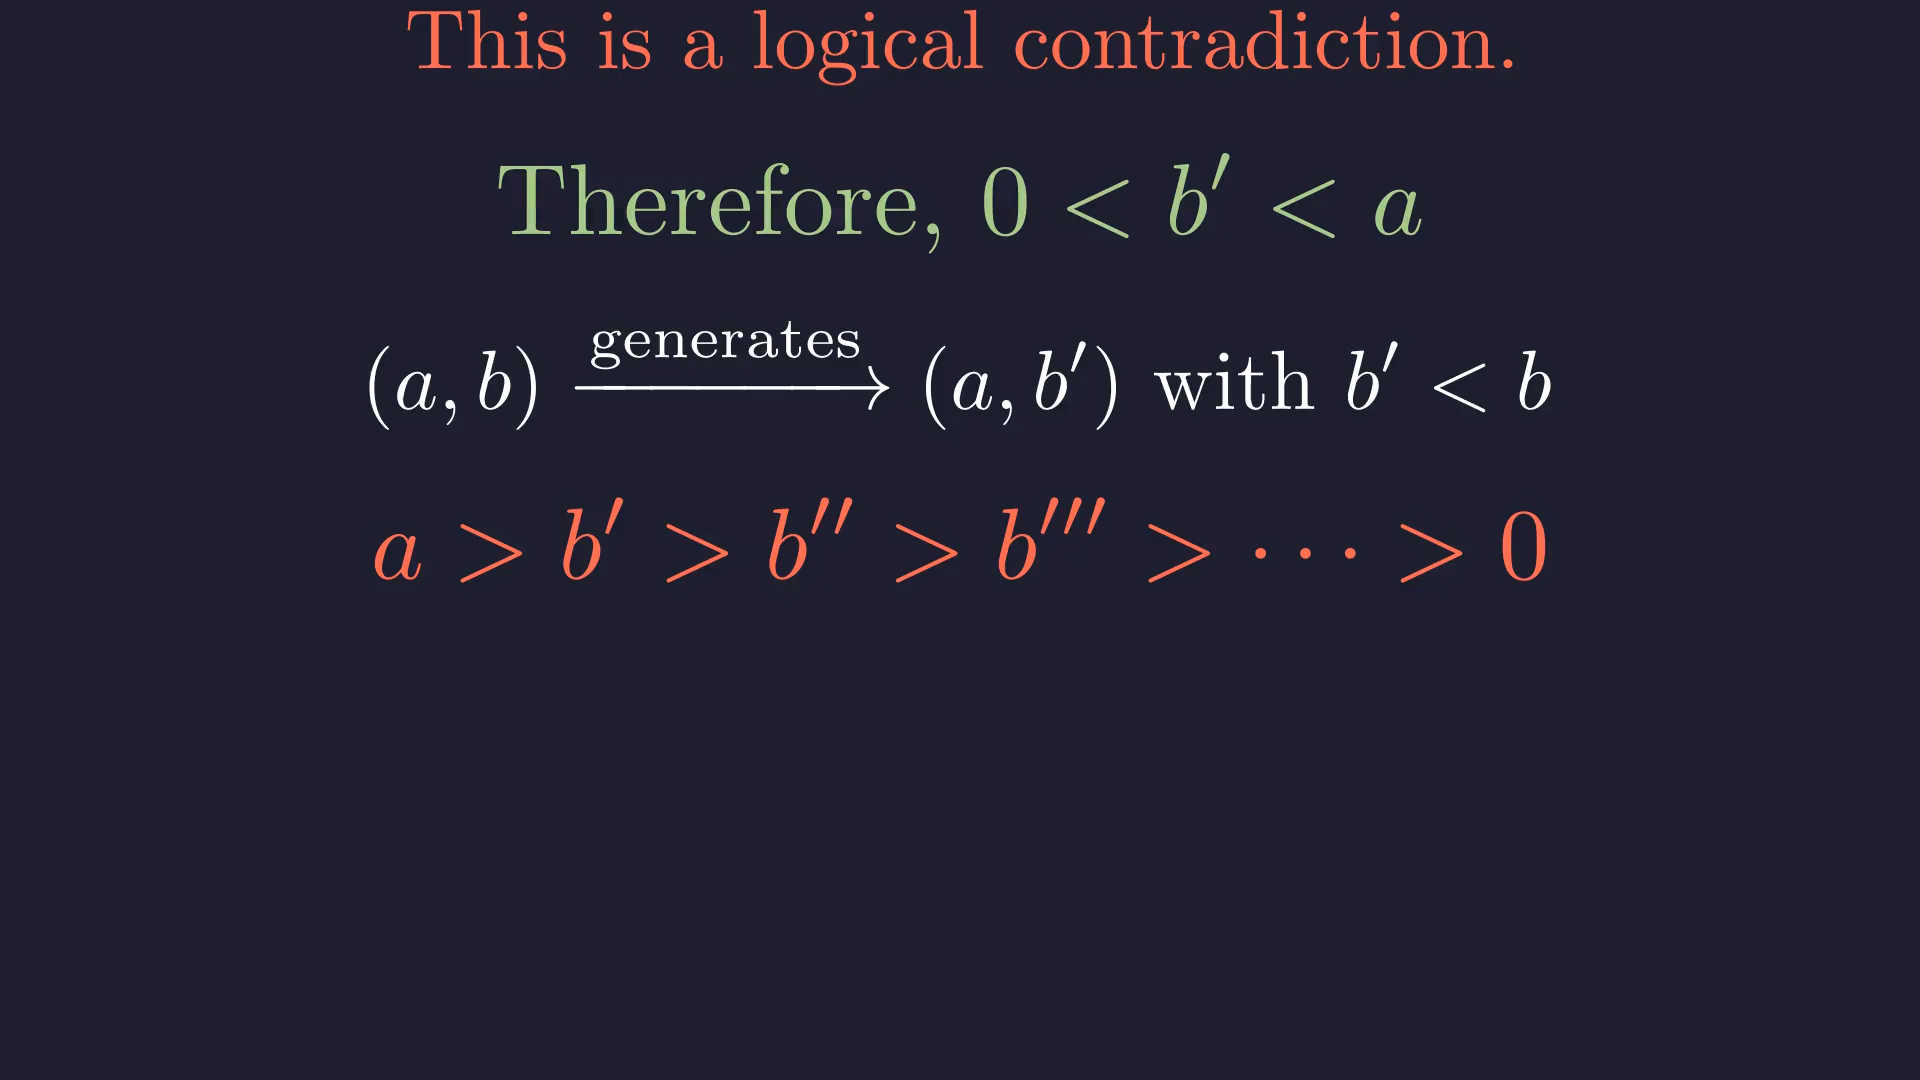 This is a logical contradiction.
Therefore, 0 < b′ < a
(a, b) generates⟶ (a, b′) with b′ < b
a > b′ > b″ > b‴ > ⋯ > 0